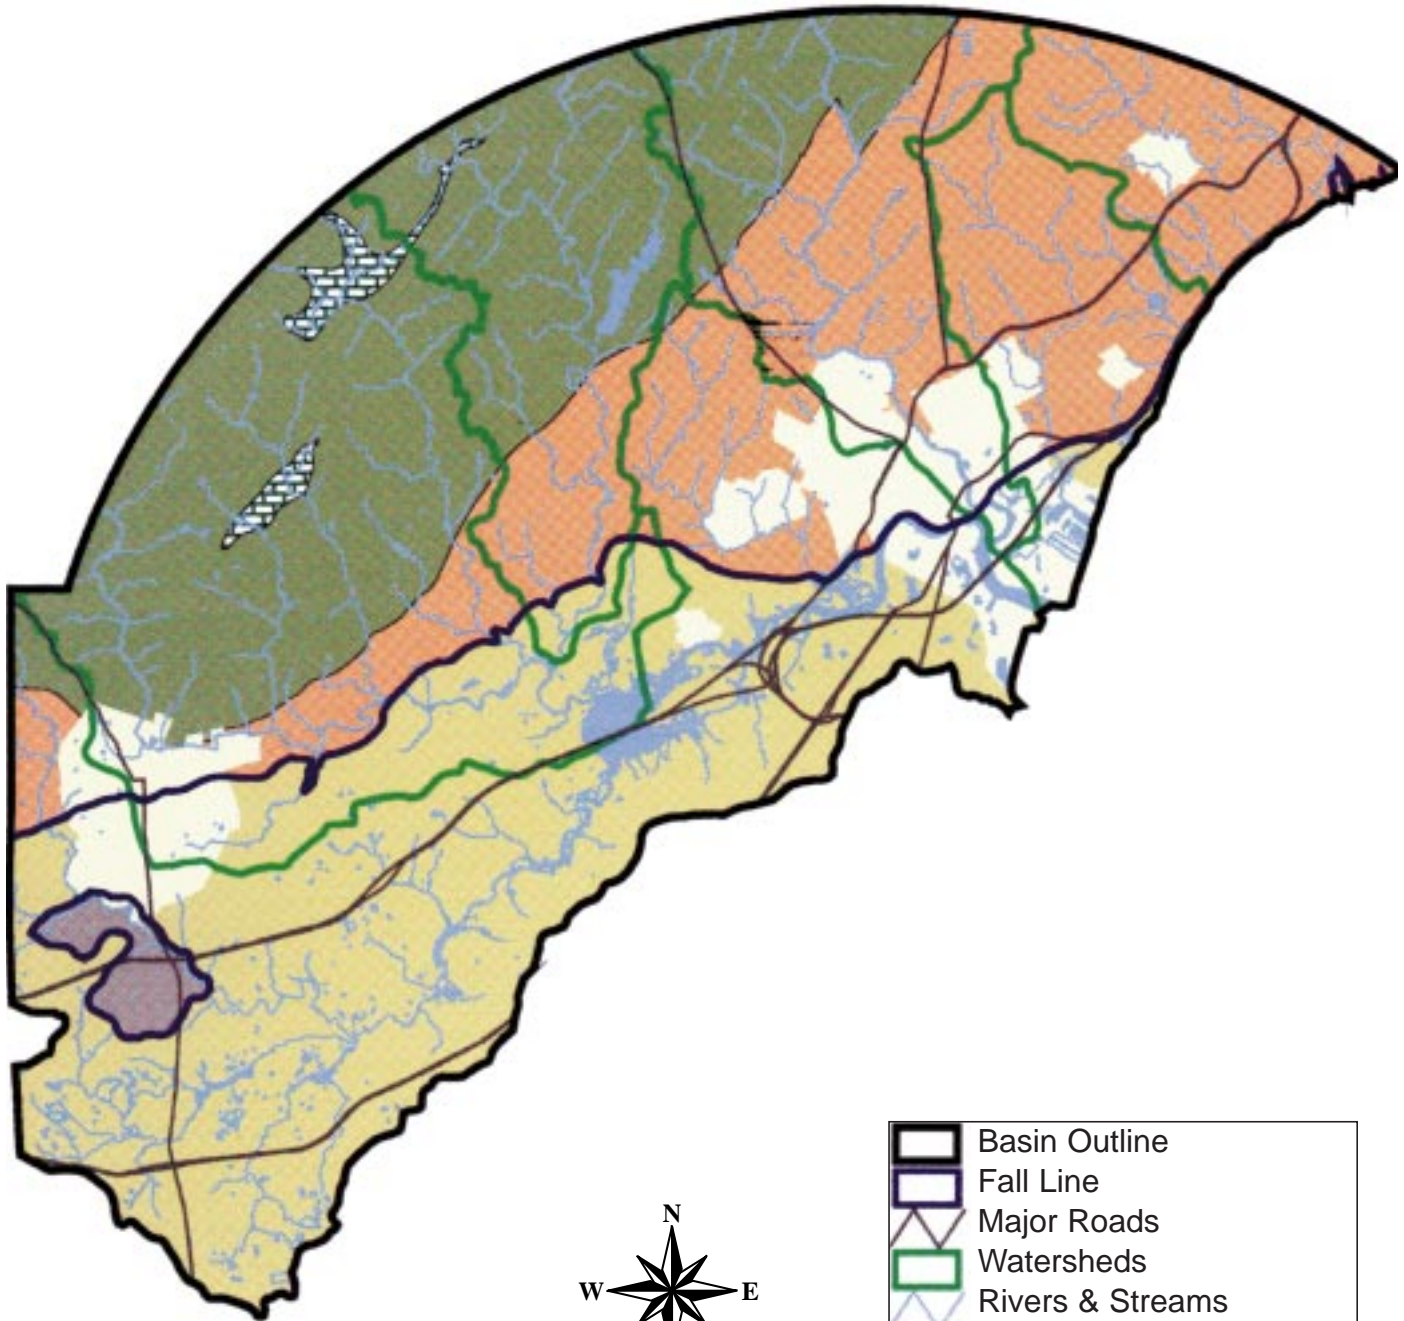 Basin Outline
Fall Line
Major Roads
Watersheds
Rivers & Streams
N
W E